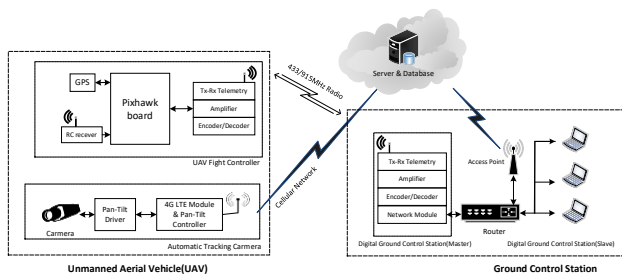 GPS
Pixhawk
board
RC recever
Tx-Rx Telemetry
Amplifier
Encoder/Decoder
UAV Fight Controller
Carmera
Pan-Tilt
Driver
4G LTE Module
& Pan-Tilt
Controller
Automatic Tracking Carmera
Unmanned Aerial Vehicle(UAV)
433/915MHz Radio
Cellular Network
Server & Database
Tx-Rx Telemetry
Amplifier
Encoder/Decoder
Network Module
Digital Ground Control Station(Master)
Access Point
Router
Digital Ground Control Station(Slave)
Ground Control Station